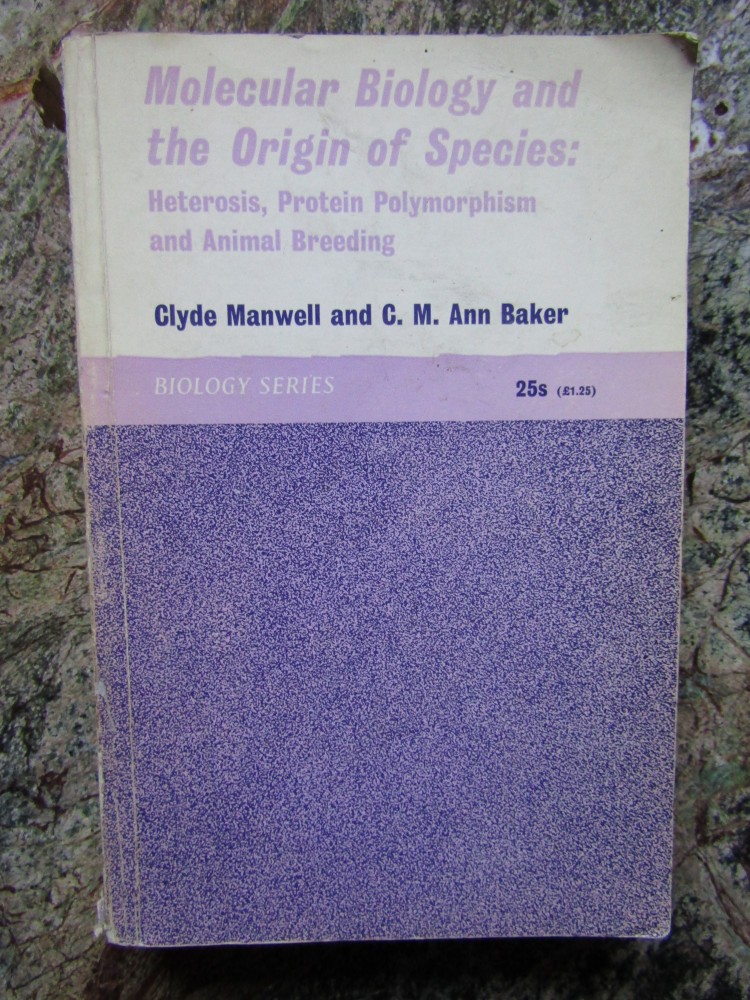 Molecular Biology and
the Origin of Species:
Heterosis, Protein Polymorphism
and Animal Breeding
Clyde Manwell and C. M. Ann Baker
BIOLOGY SERIES 25s (£1.25)